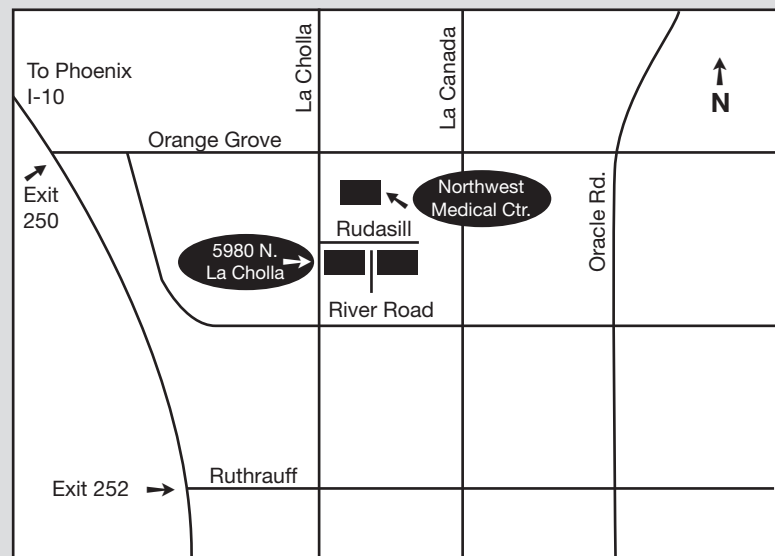 To Phoenix
I-10
La Cholla
La Canada
N
Orange Grove
Exit
250
Northwest
Medical Ctr.
Oracle Rd.
Rudasill
5980 N.
La Cholla
River Road
Ruthrauff
Exit 252